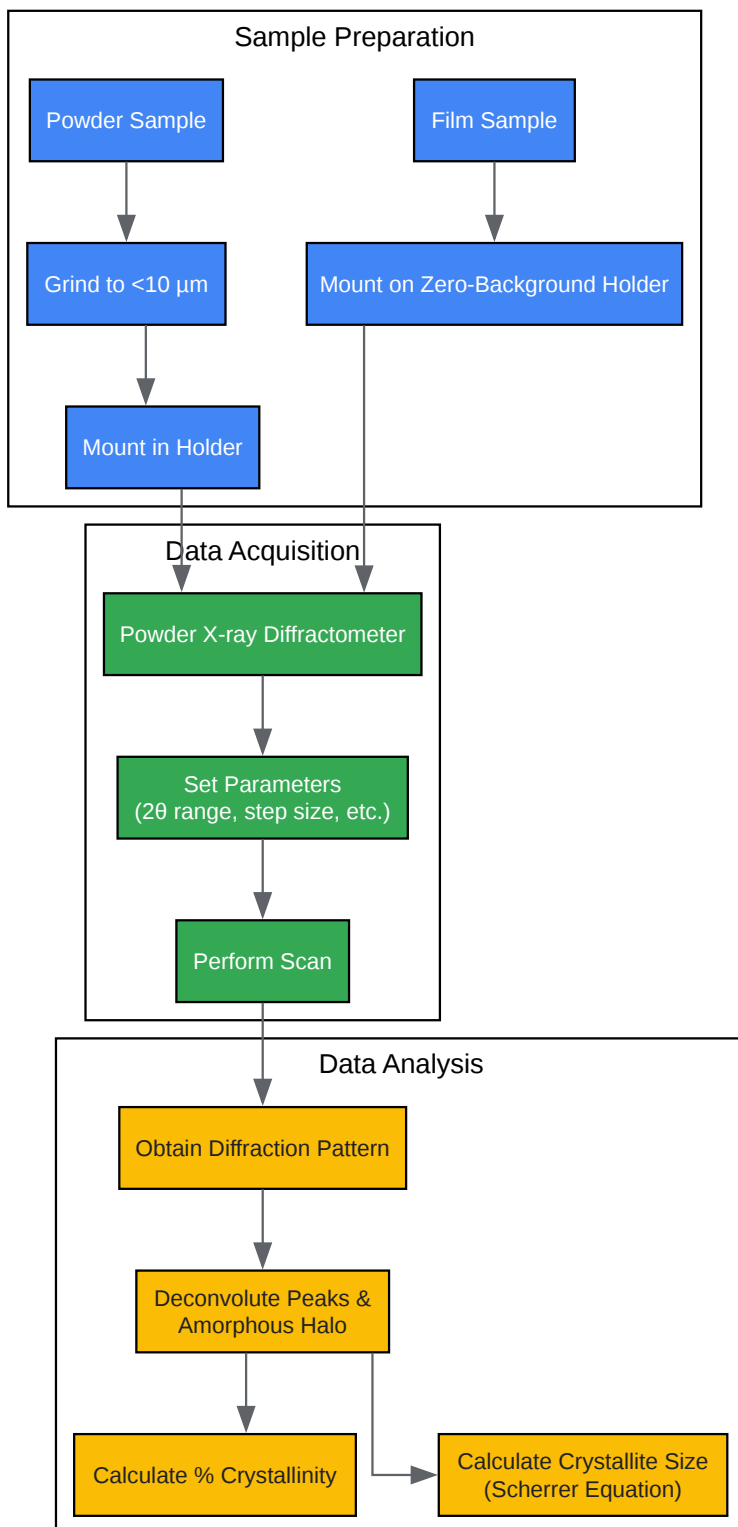 Sample Preparation
Powder Sample
Film Sample
Grind to <10 µm
Mount on Zero-Background Holder
Mount in Holder
Data Acquisition
Powder X-ray Diffractometer
Set Parameters
(2θ range, step size, etc.)
Perform Scan
Data Analysis
Obtain Diffraction Pattern
Deconvolute Peaks &
Amorphous Halo
Calculate % Crystallinity
Calculate Crystallite Size
(Scherrer Equation)